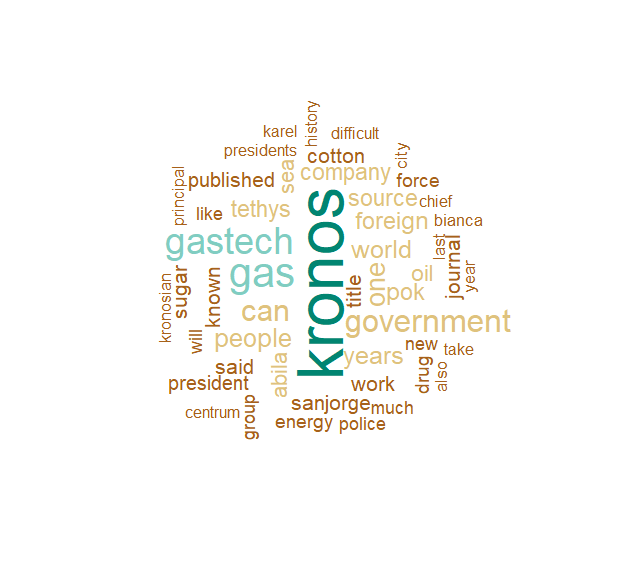 history
karel
difficult
presidents
cotton
city
principal
published
sea
company
force
like
tethys
source
chief
gastech
foreign
bianca
gas
kronos
world
last
journal
year
kronosian
sugar
known
title
one
oil
pok
can
government
will
people
years
new
take
said
abila
drug
also
president
work
centrum
group
sanjorge
much
energy
police